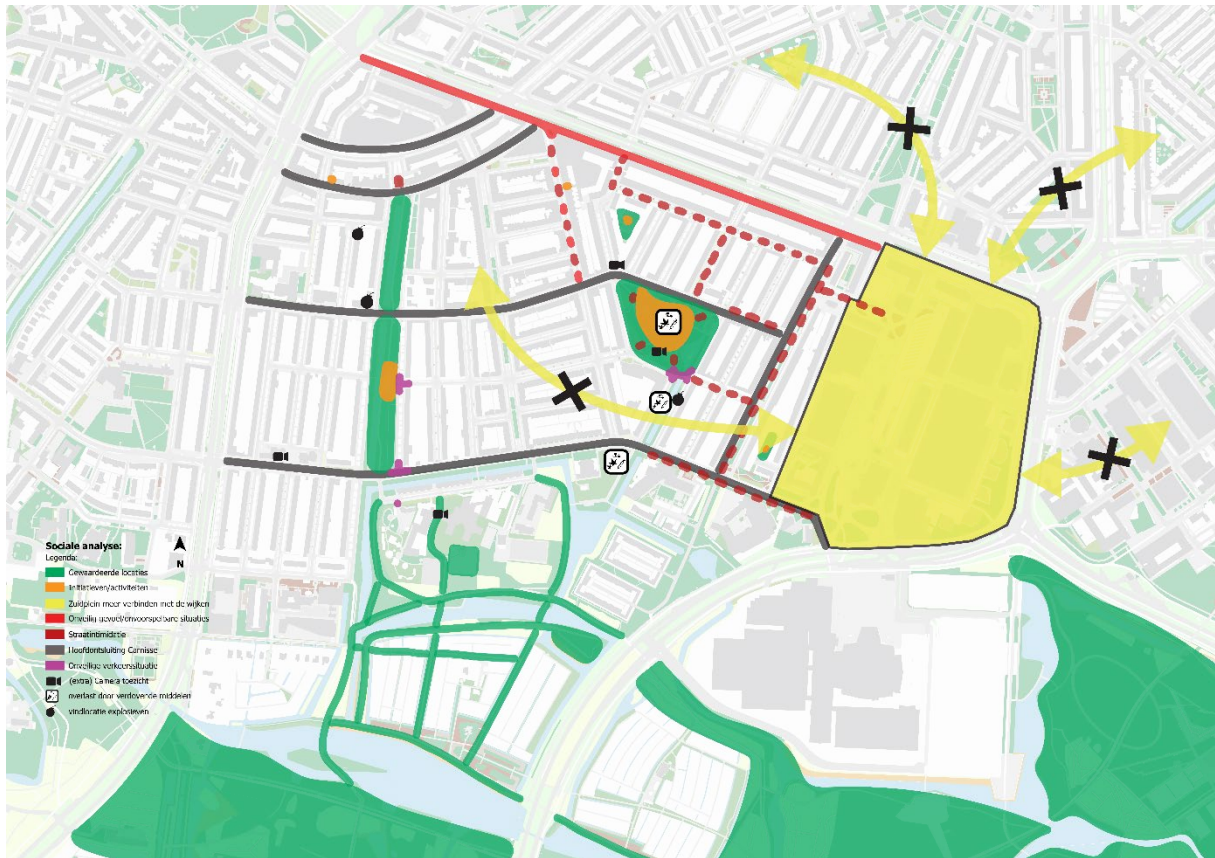 Sociale analyse:
Legenda:
N
Gewaardeerde locaties
Initiatieven/activiteiten
Zuidplein meer verbinden met de wijken
Onveilig gevoel/onvoorspelbare situaties
Straatintimidatie
Hoofdontsluiting Carnisse
Onveilige verkeerssituatie
(extra) Camera toezicht
overlast door verdovende middelen
vindlocatie explosieven